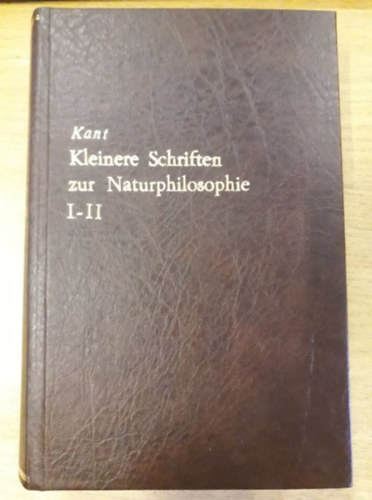 Kant
Kleinere Schriften
zur Naturphilosophie
I-II